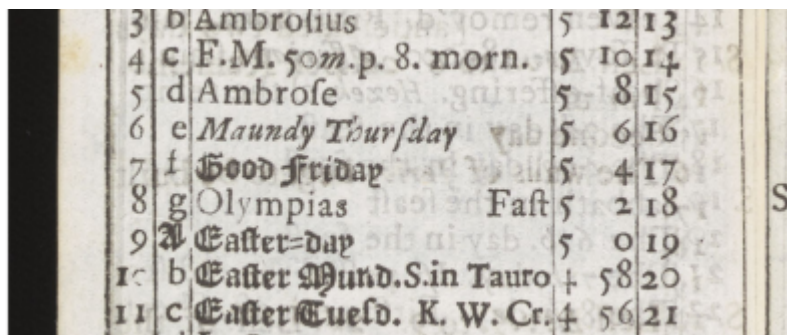 3 b Ambroſius 5 12 13
4 c F.M. 50m.p. 8. morn. 5 10 14
5 d Ambroſe 5 8 15
6 e Maundy Thurſday 5 6 16
7 f Good Friday 5 4 17
8 g Olympias Faſt 5 2 18
9 A Eaſter=day 5 0 19
10 b Eaſter Mund. S. in Tauro 4 58 20
11 c Eaſter Tueſd. K. W. Cr. 4 56 21
S